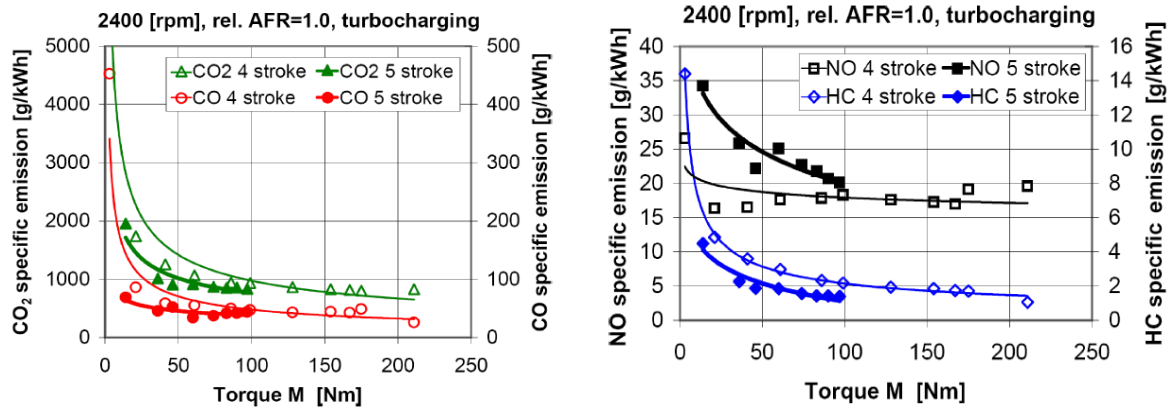 2400 [rpm], rel. AFR=1.0, turbocharging
CO₂ specific emission [g/kWh]
5000
4000
3000
2000
1000
0
CO2 4 stroke
CO2 5 stroke
CO 4 stroke
CO 5 stroke
500
400
300
200
100
0
CO specific emission [g/kWh]
0 50 100 150 200 250
Torque M [Nm]
2400 [rpm], rel. AFR=1.0, turbocharging
NO specific emission [g/kWh]
40
35
30
25
20
15
10
5
0
NO 4 stroke
NO 5 stroke
HC 4 stroke
HC 5 stroke
16
14
12
10
8
6
4
2
0
HC specific emission [g/kWh]
0 50 100 150 200 250
Torque M [Nm]